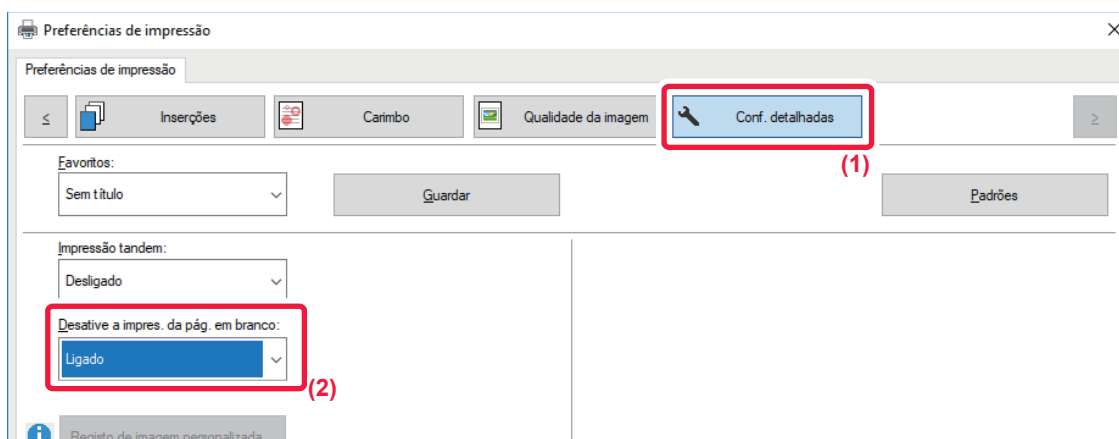 Preferências de impressão
Preferências de impressão
< Inserções Carimbo Qualidade da imagem Conf. detalhadas >
(1)
Favoritos:
Sem título Guardar Padrões
Impressão tandem:
Desligado
Desative a impres. da pág. em branco:
Ligado
(2)
Registo de imagem personalizada